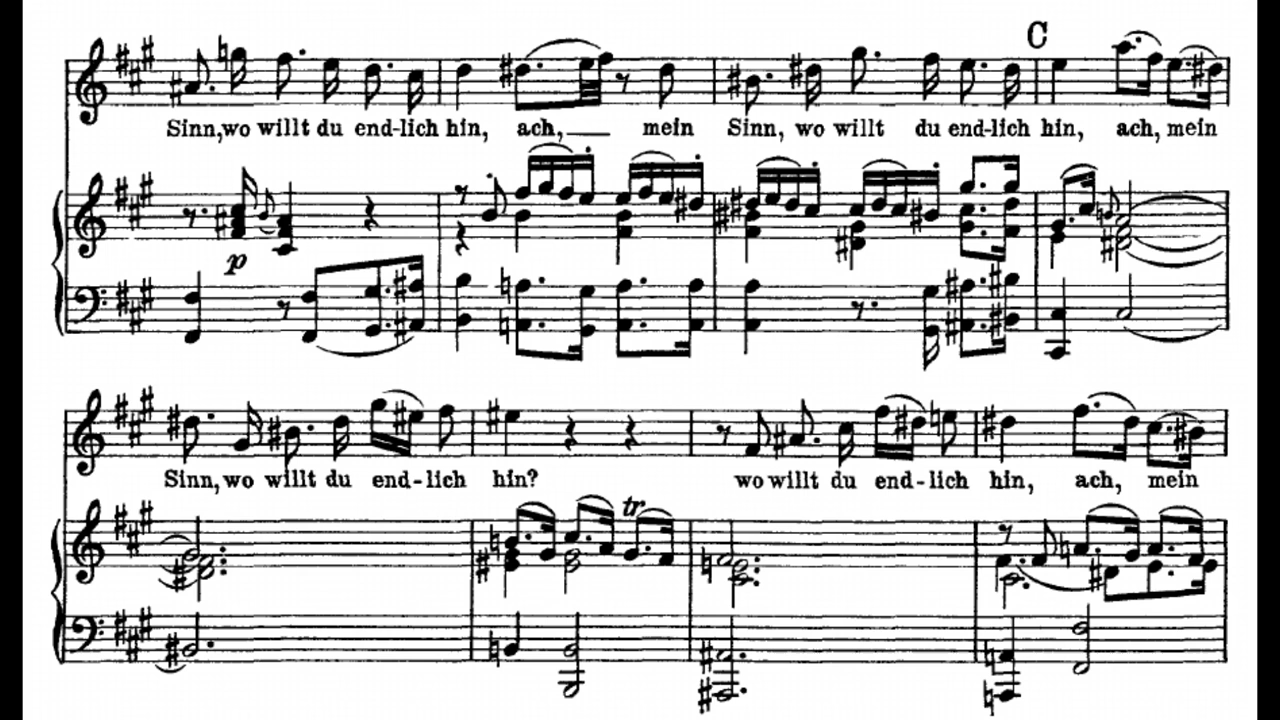 C
Sinn, wo willt du end-lich hin, ach, mein Sinn, wo willt du end-lich hin, ach, mein
p
Sinn, wo willt du end-lich hin? wo willt du end-lich hin, ach, mein
tr